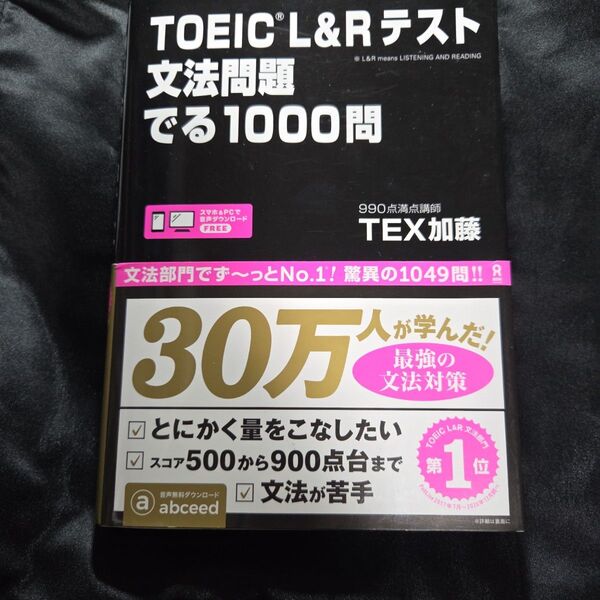 TOEIC® L&Rテスト
※ L&R means LISTENING AND READING
文法問題
でる1000問
スマホ&PCで
音声ダウンロード
FREE
990点満点講師
TEX加藤
文法部門でず〜っとNo.1! 驚異の1049問!!
30万人が学んだ!
最強の
文法対策
とにかく量をこなしたい
スコア500から900点台まで
文法が苦手
TOEIC L&R 文法部門
第1位
音声無料ダウンロード
a abceed
※詳細は裏面に